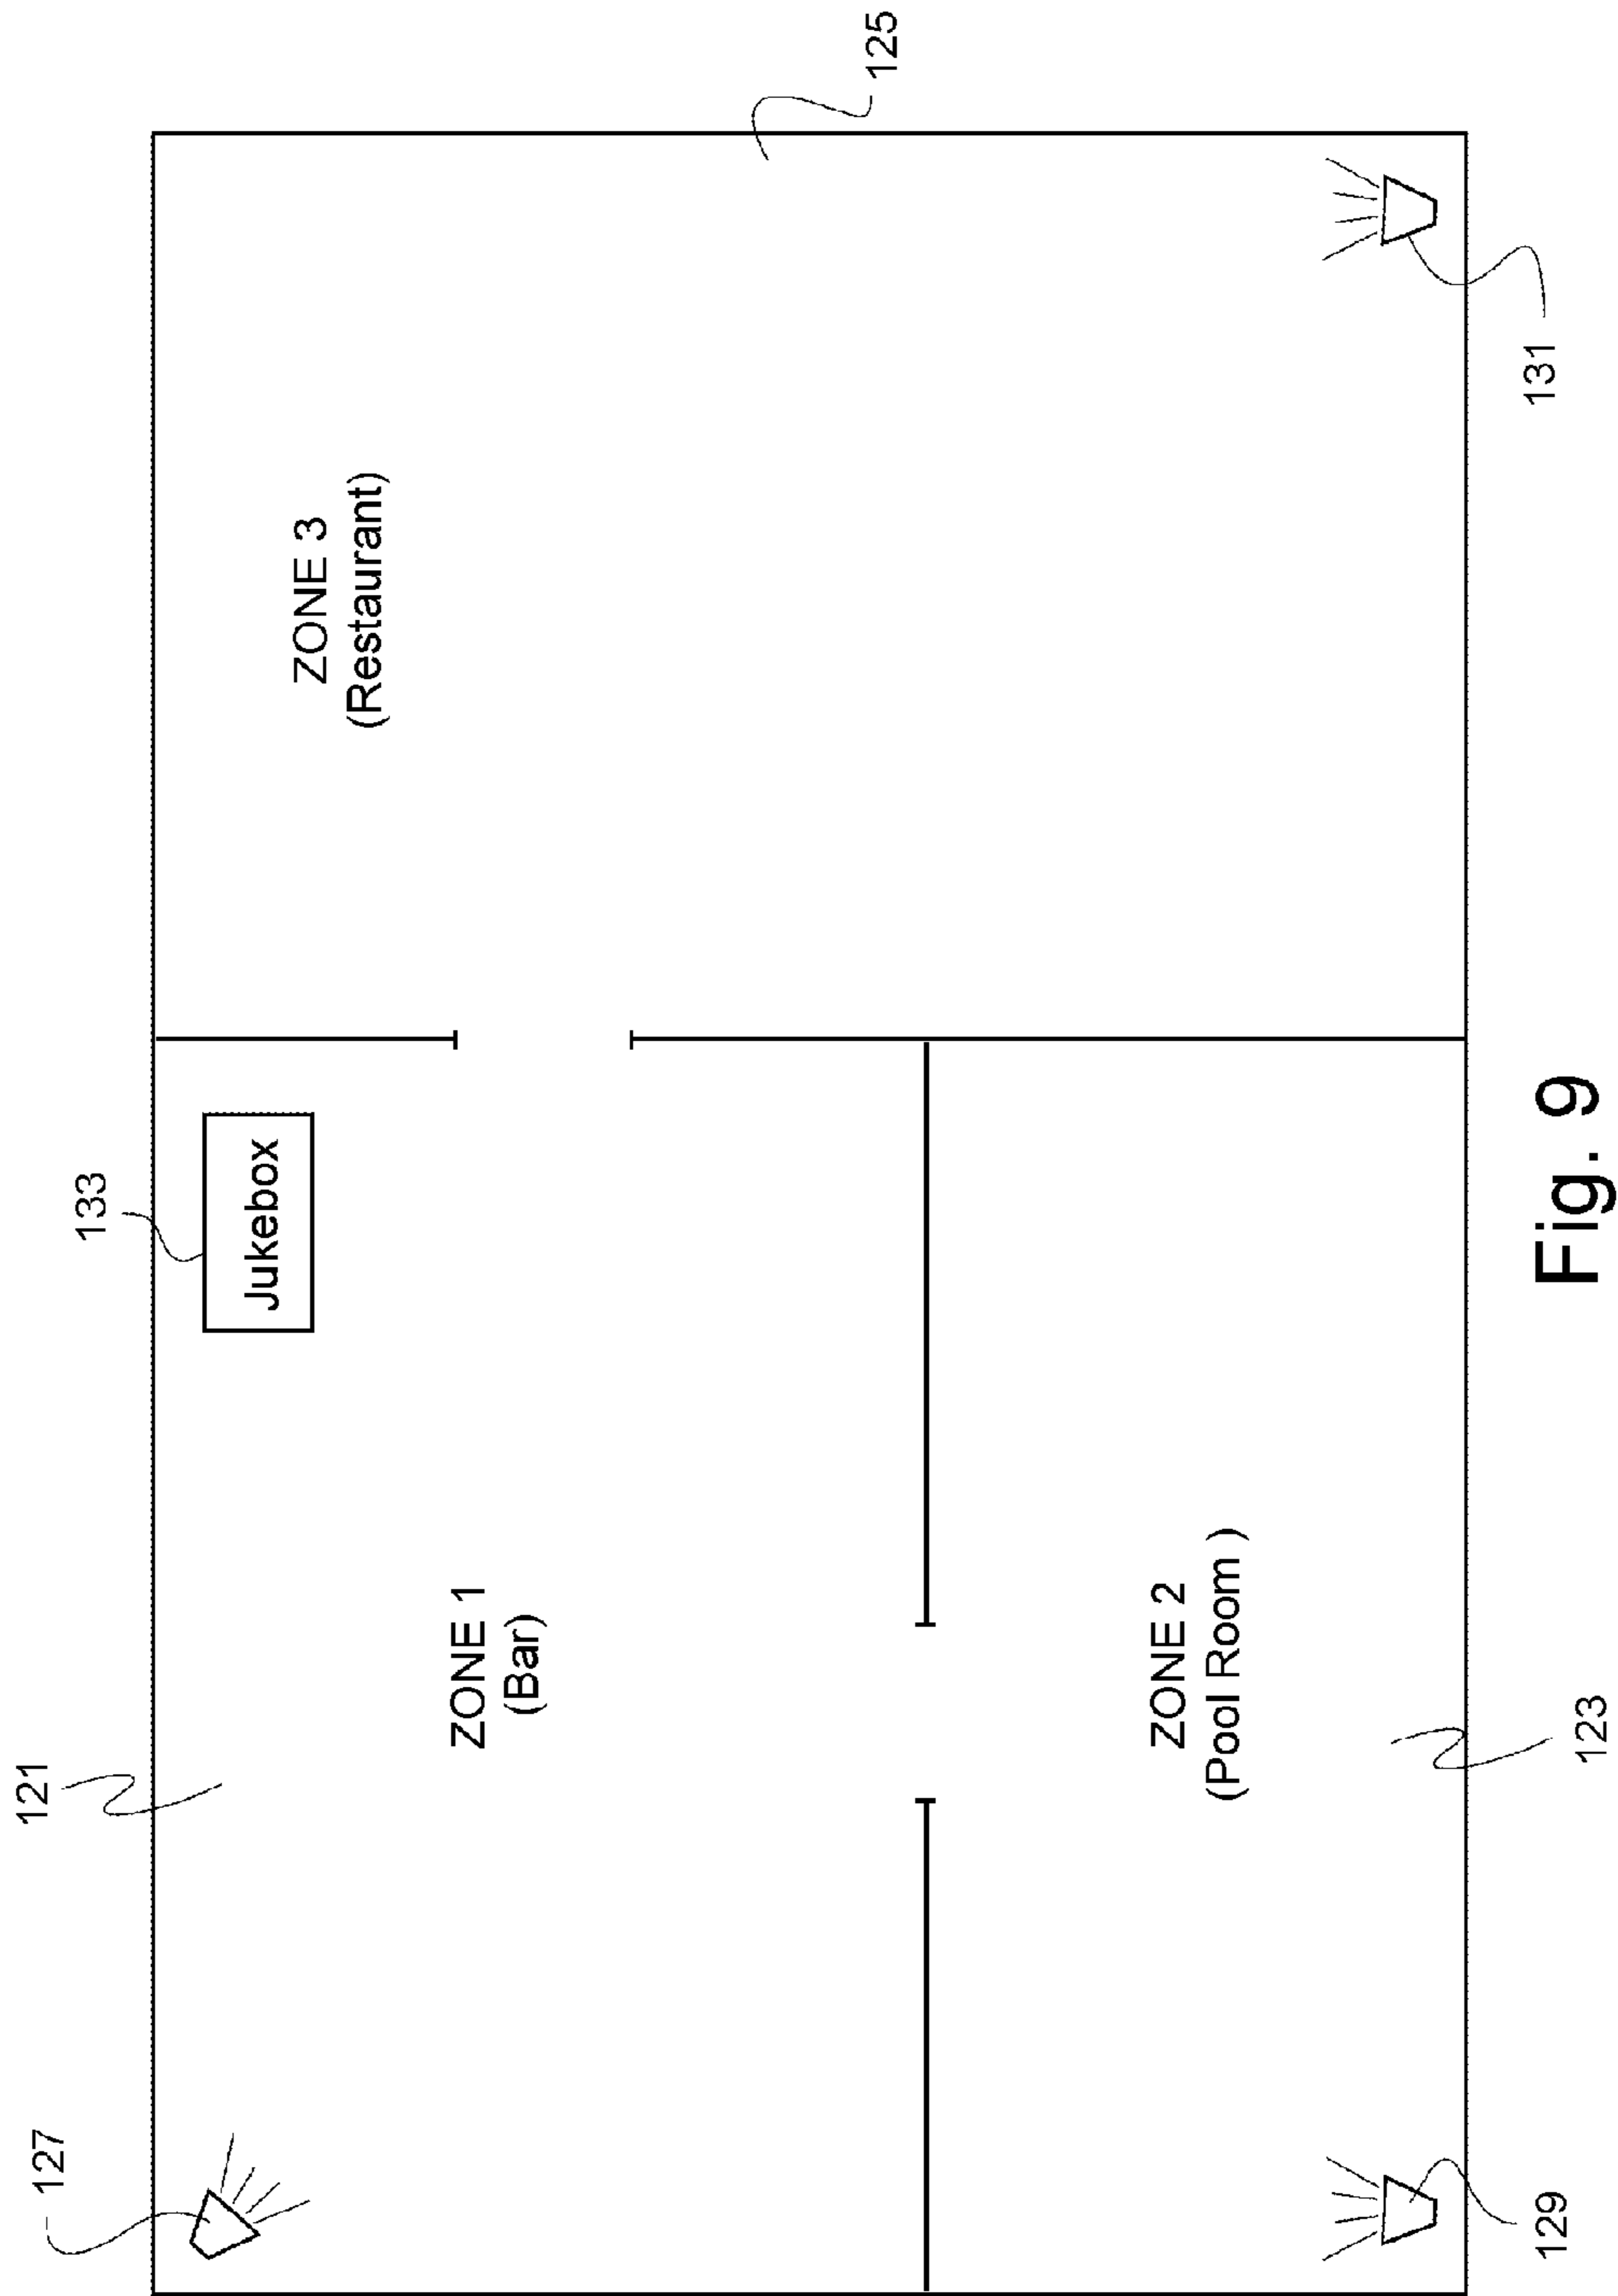 127
121
133
Jukebox
ZONE 3
(Restaurant)
ZONE 1
(Bar)
125
ZONE 2
(Pool Room )
129
123
131
Fig. 9